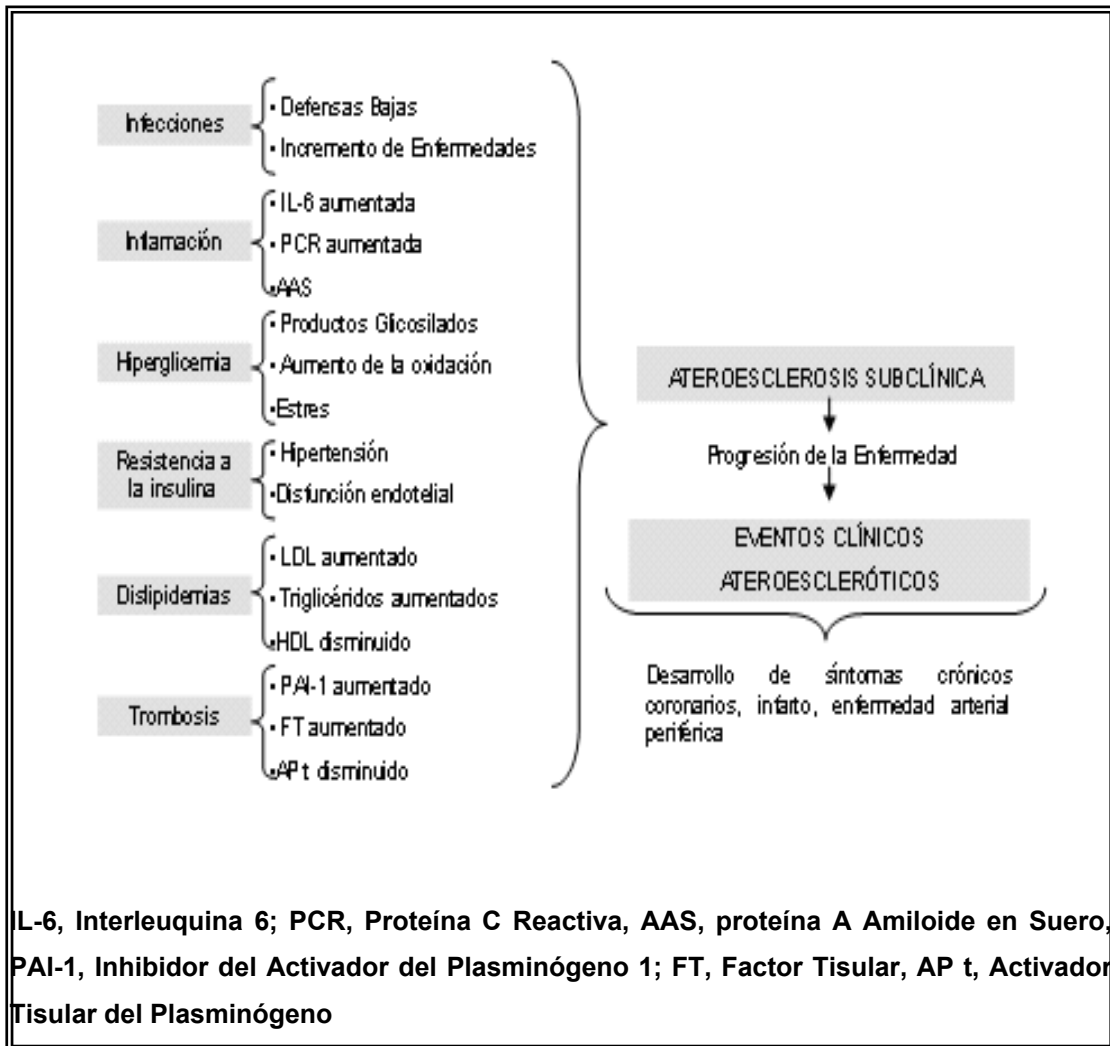 Infecciones
• Defensas Bajas
• Incremento de Enfermedades
Inflamación
• IL-6 aumentada
• PCR aumentada
• AAS
Hiperglicemia
• Productos Glicosilados
• Aumento de la oxidación
• Estres
Resistencia a
la insulina
• Hipertensión
• Disfunción endotelial
Dislipidemias
• LDL aumentado
• Triglicéridos aumentados
• HDL disminuido
Trombosis
• PAI-1 aumentado
• FT aumentado
• AP t disminuido
ATEROESCLEROSIS SUBCLÍNICA
Progresión de la Enfermedad
EVENTOS CLÍNICOS
ATEROESCLERÓTICOS
Desarrollo de síntomas crónicos
coronarios, infarto, enfermedad arterial
periférica
IL-6, Interleuquina 6; PCR, Proteína C Reactiva, AAS, proteína A Amiloide en Suero,
PAI-1, Inhibidor del Activador del Plasminógeno 1; FT, Factor Tisular, AP t, Activador
Tisular del Plasminógeno